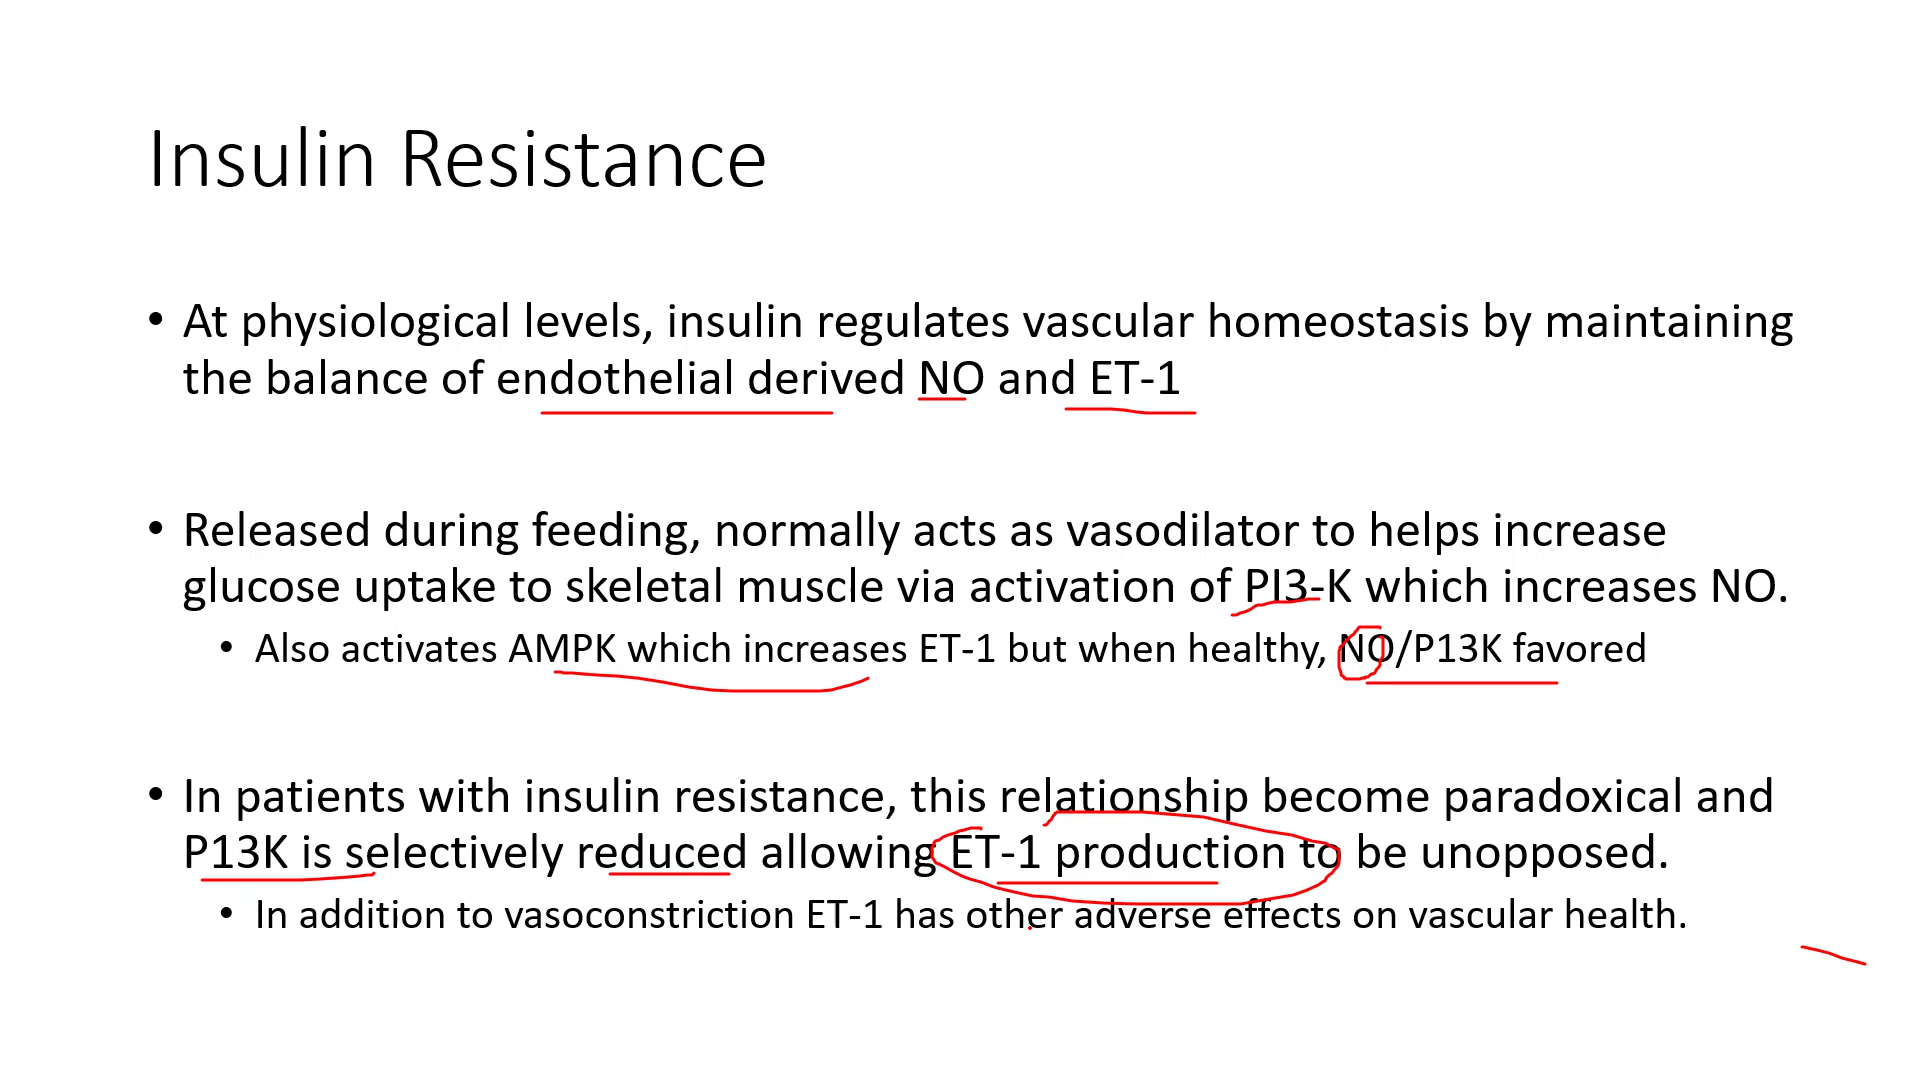 Insulin Resistance
• At physiological levels, insulin regulates vascular homeostasis by maintaining
the balance of endothelial derived NO and ET-1
• Released during feeding, normally acts as vasodilator to helps increase
glucose uptake to skeletal muscle via activation of PI3-K which increases NO.
• Also activates AMPK which increases ET-1 but when healthy, NO/P13K favored
• In patients with insulin resistance, this relationship become paradoxical and
P13K is selectively reduced allowing ET-1 production to be unopposed.
• In addition to vasoconstriction ET-1 has other adverse effects on vascular health.